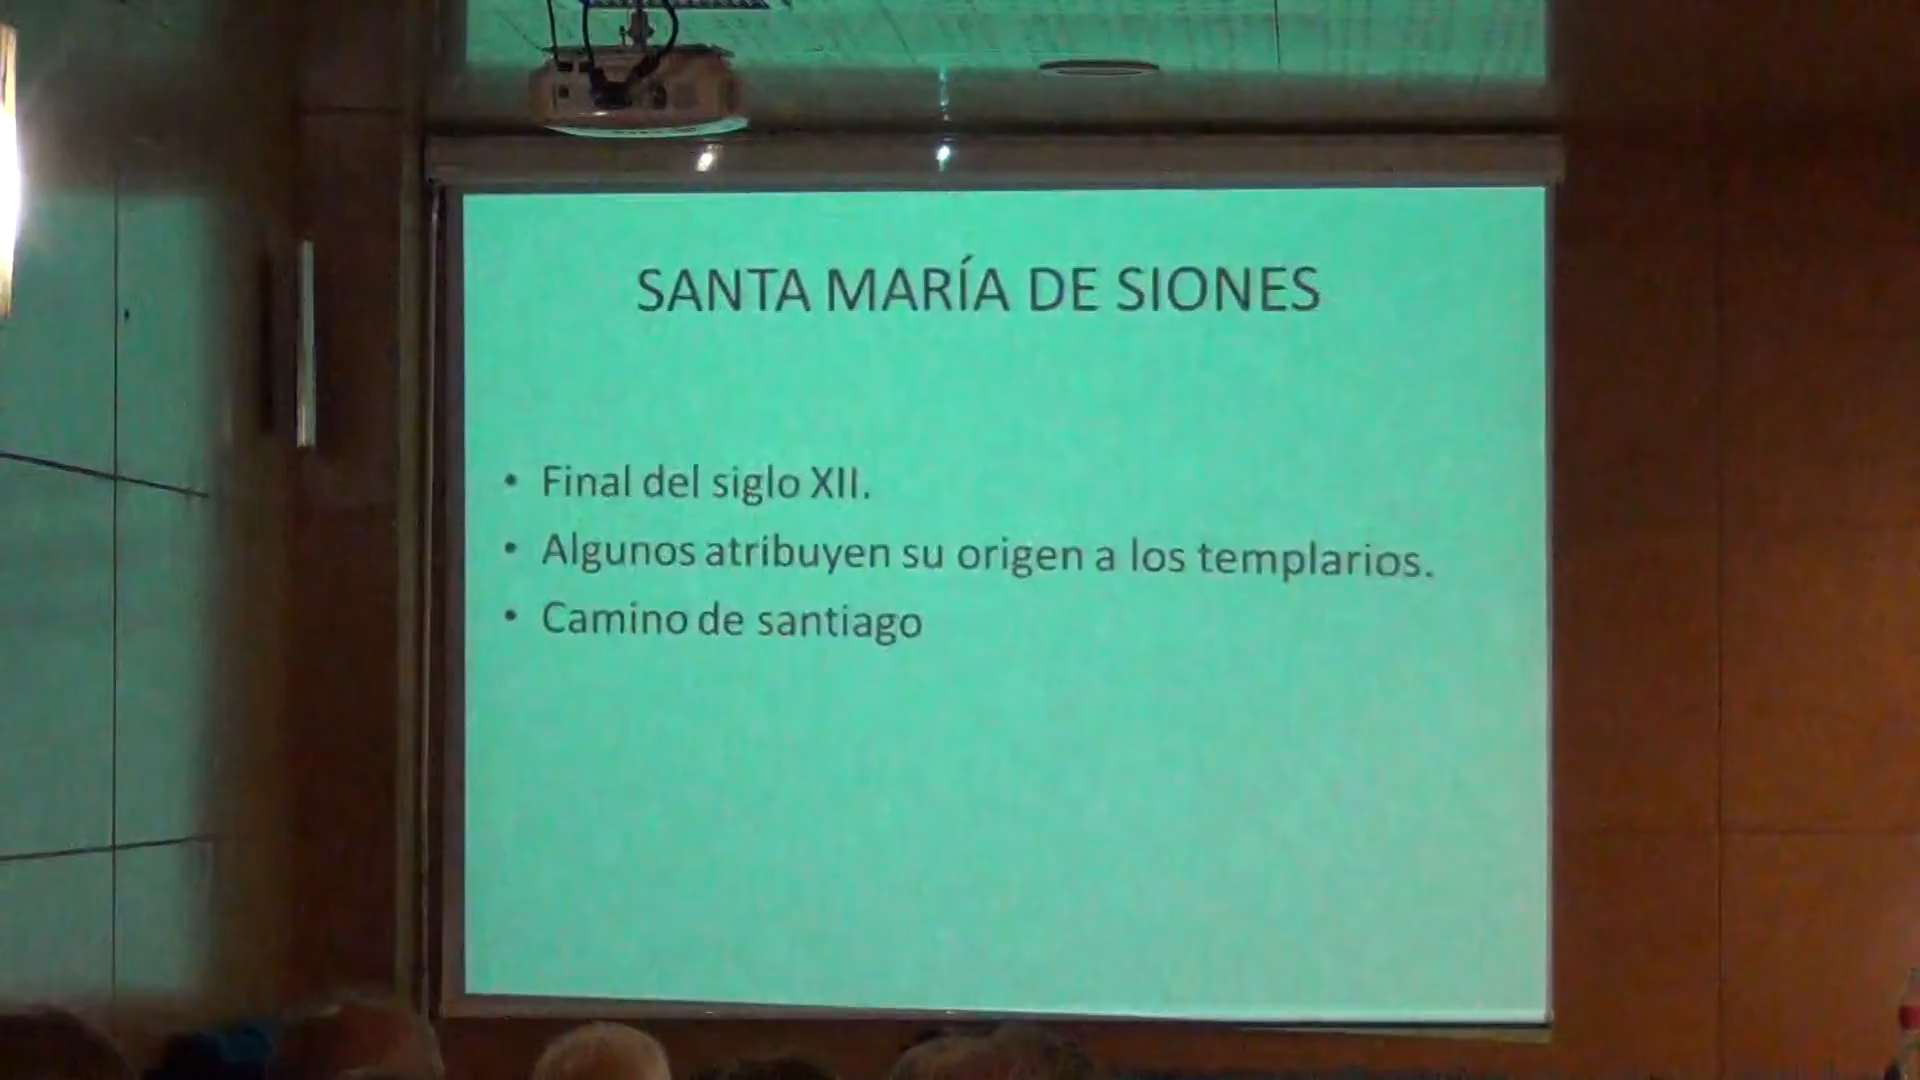 SANTA MARÍA DE SIONES
• Final del siglo XII.
• Algunos atribuyen su origen a los templarios.
• Camino de santiago